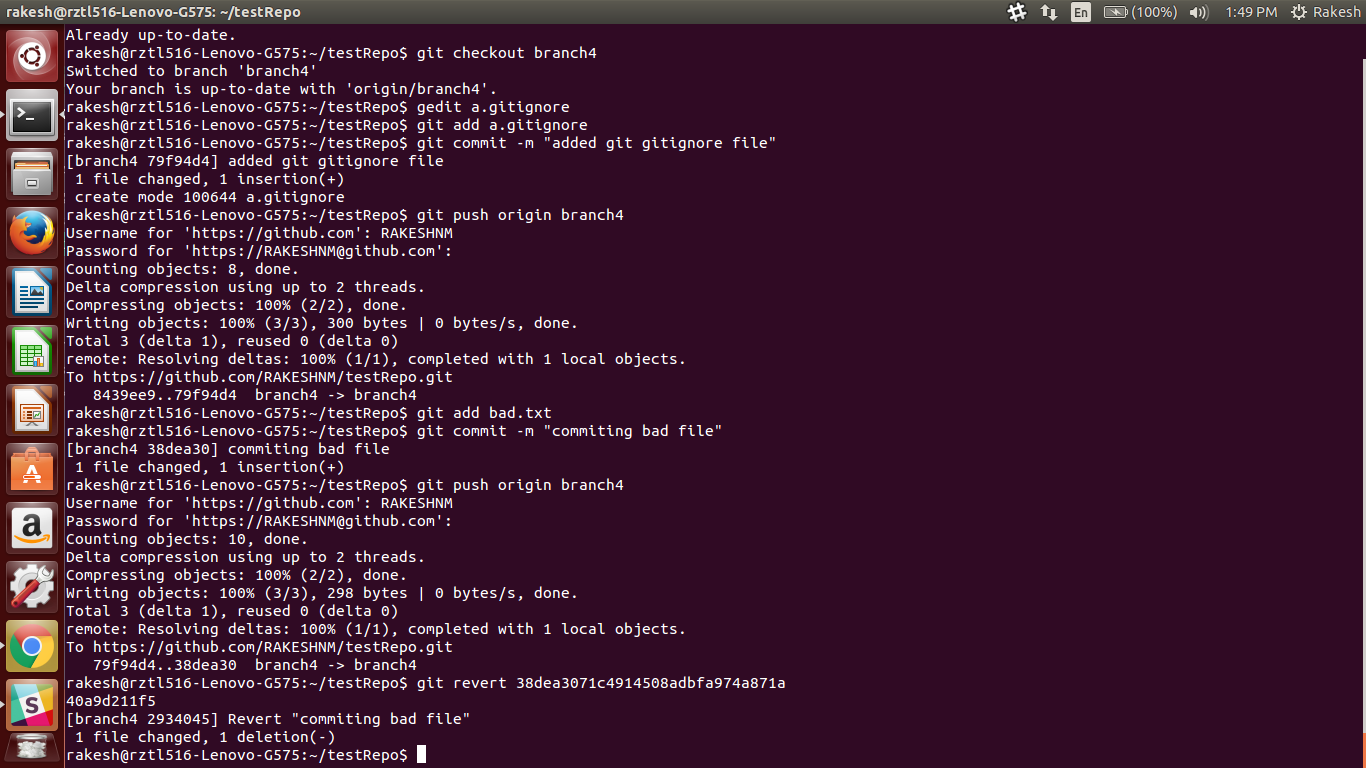 rakesh@rztl516-Lenovo-G575: ~/testRepo
En
(100%)
1:49 PM
Rakesh
Already up-to-date.
rakesh@rztl516-Lenovo-G575:~/testRepo$ git checkout branch4
Switched to branch 'branch4'
Your branch is up-to-date with 'origin/branch4'.
rakesh@rztl516-Lenovo-G575:~/testRepo$ gedit a.gitignore
rakesh@rztl516-Lenovo-G575:~/testRepo$ git add a.gitignore
rakesh@rztl516-Lenovo-G575:~/testRepo$ git commit -m "added git gitignore file"
[branch4 79f94d4] added git gitignore file
 1 file changed, 1 insertion(+)
 create mode 100644 a.gitignore
rakesh@rztl516-Lenovo-G575:~/testRepo$ git push origin branch4
Username for 'https://github.com': RAKESHNM
Password for 'https://RAKESHNM@github.com':
Counting objects: 8, done.
Delta compression using up to 2 threads.
Compressing objects: 100% (2/2), done.
Writing objects: 100% (3/3), 300 bytes | 0 bytes/s, done.
Total 3 (delta 1), reused 0 (delta 0)
remote: Resolving deltas: 100% (1/1), completed with 1 local objects.
To https://github.com/RAKESHNM/testRepo.git
   8439ee9..79f94d4  branch4 -> branch4
rakesh@rztl516-Lenovo-G575:~/testRepo$ git add bad.txt
rakesh@rztl516-Lenovo-G575:~/testRepo$ git commit -m "commiting bad file"
[branch4 38dea30] commiting bad file
 1 file changed, 1 insertion(+)
rakesh@rztl516-Lenovo-G575:~/testRepo$ git push origin branch4
Username for 'https://github.com': RAKESHNM
Password for 'https://RAKESHNM@github.com':
Counting objects: 10, done.
Delta compression using up to 2 threads.
Compressing objects: 100% (2/2), done.
Writing objects: 100% (3/3), 298 bytes | 0 bytes/s, done.
Total 3 (delta 1), reused 0 (delta 0)
remote: Resolving deltas: 100% (1/1), completed with 1 local objects.
To https://github.com/RAKESHNM/testRepo.git
   79f94d4..38dea30  branch4 -> branch4
rakesh@rztl516-Lenovo-G575:~/testRepo$ git revert 38dea3071c4914508adbfa974a871a
40a9d211f5
[branch4 2934045] Revert "commiting bad file"
 1 file changed, 1 deletion(-)
rakesh@rztl516-Lenovo-G575:~/testRepo$